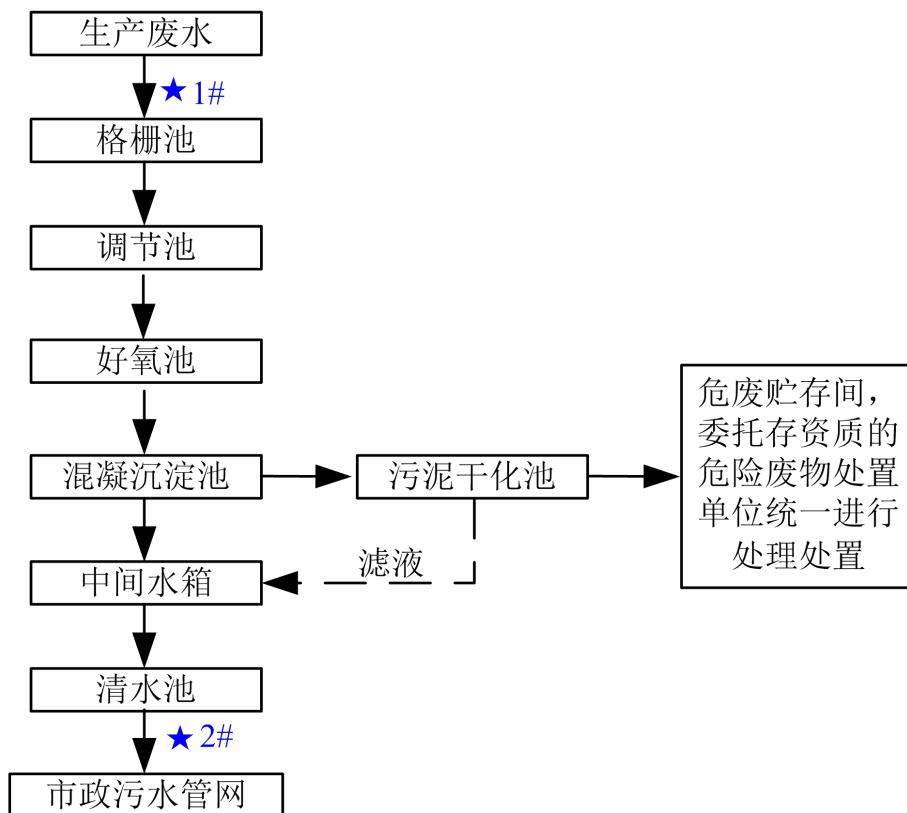 生产废水
★1#
格栅池
调节池
好氧池
混凝沉淀池
污泥干化池
危废贮存间，
委托存资质的
危险废物处置
单位统一进行
处理处置
滤液
中间水箱
清水池
★2#
市政污水管网